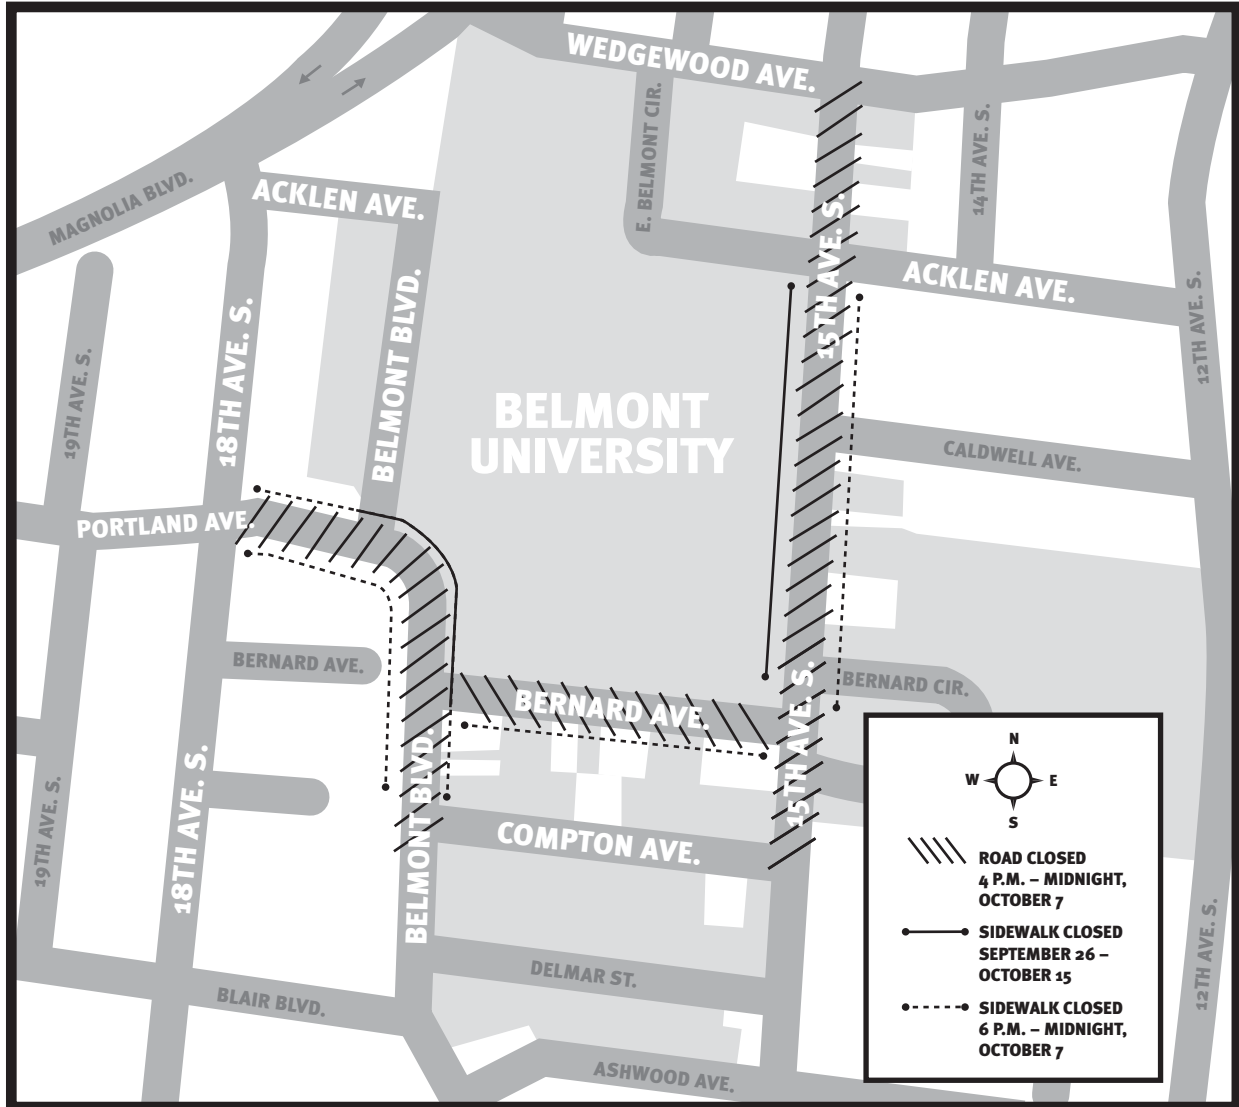 WEDGEWOOD AVE.
E. BELMONT CIR.
14TH AVE. S.
MAGNOLIA BLVD.
ACKLEN AVE.
15TH AVE. S.
ACKLEN AVE.
12TH AVE. S.
18TH AVE. S.
BELMONT BLVD.
19TH AVE. S.
BELMONT
UNIVERSITY
CALDWELL AVE.
PORTLAND AVE.
BERNARD AVE.
BERNARD AVE.
BERNARD CIR.
15TH AVE. S.
BELMONT BLVD.
18TH AVE. S.
19TH AVE. S.
COMPTON AVE.
DELMAR ST.
BLAIR BLVD.
ASHWOOD AVE.
12TH AVE. S.
N
W E
S
ROAD CLOSED
4 P.M. – MIDNIGHT,
OCTOBER 7
SIDEWALK CLOSED
SEPTEMBER 26 –
OCTOBER 15
SIDEWALK CLOSED
6 P.M. – MIDNIGHT,
OCTOBER 7